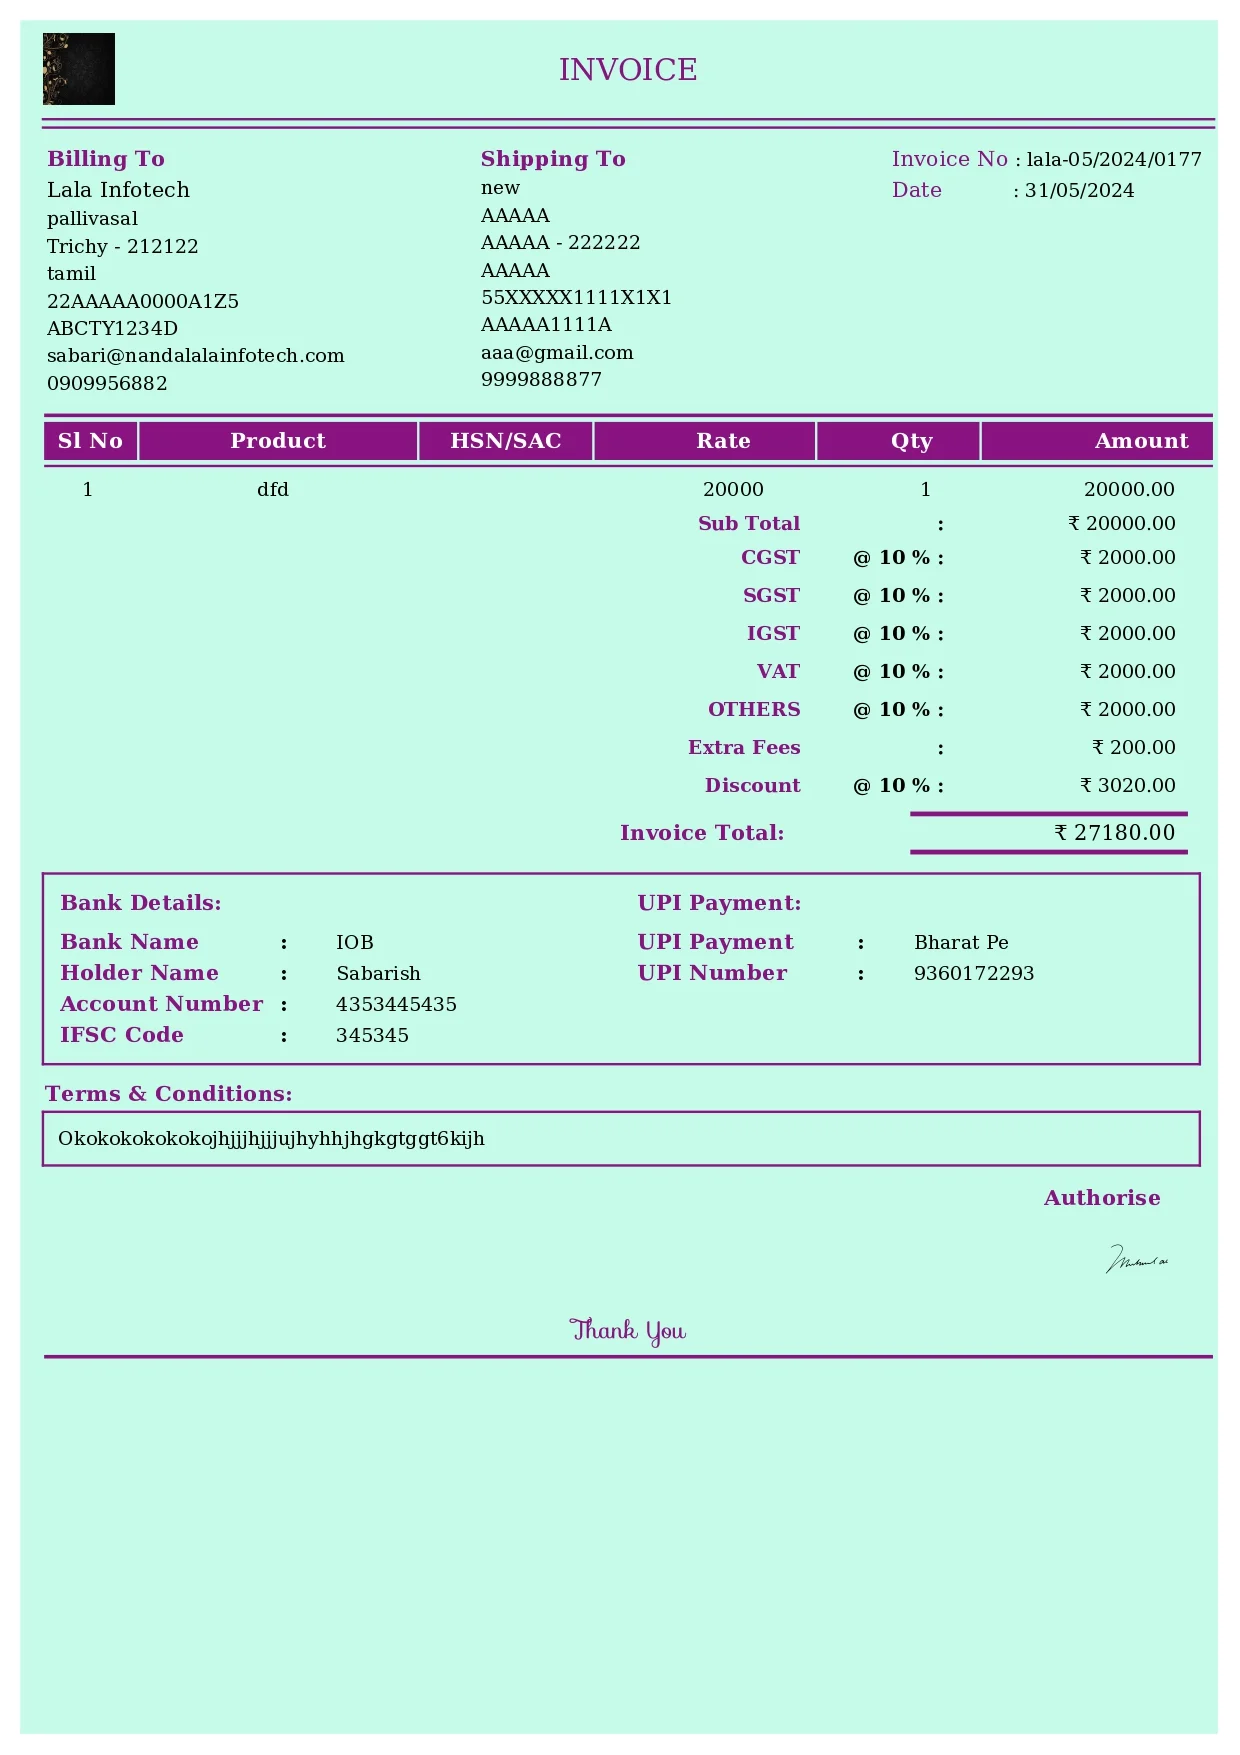 INVOICE
Billing To
Lala Infotech
pallivasal
Trichy - 212122
tamil
22AAAAA0000A1Z5
ABCTY1234D
sabari@nandalalainfotech.com
0909956882
Shipping To
new
AAAAA
AAAAA - 222222
AAAAA
55XXXXX1111X1X1
AAAAA1111A
aaa@gmail.com
9999888877
Invoice No : lala-05/2024/0177
Date : 31/05/2024
Sl No Product HSN/SAC Rate Qty Amount
1 dfd 20000 1 20000.00
Sub Total : ₹ 20000.00
CGST @ 10 % : ₹ 2000.00
SGST @ 10 % : ₹ 2000.00
IGST @ 10 % : ₹ 2000.00
VAT @ 10 % : ₹ 2000.00
OTHERS @ 10 % : ₹ 2000.00
Extra Fees : ₹ 200.00
Discount @ 10 % : ₹ 3020.00
Invoice Total: ₹ 27180.00
Bank Details:
Bank Name : IOB
Holder Name : Sabarish
Account Number : 4353445435
IFSC Code : 345345
UPI Payment:
UPI Payment : Bharat Pe
UPI Number : 9360172293
Terms & Conditions:
Okokokokokokojhjjjhjjjujhyhhjhgkgtggt6kijh
Authorise
Thank You